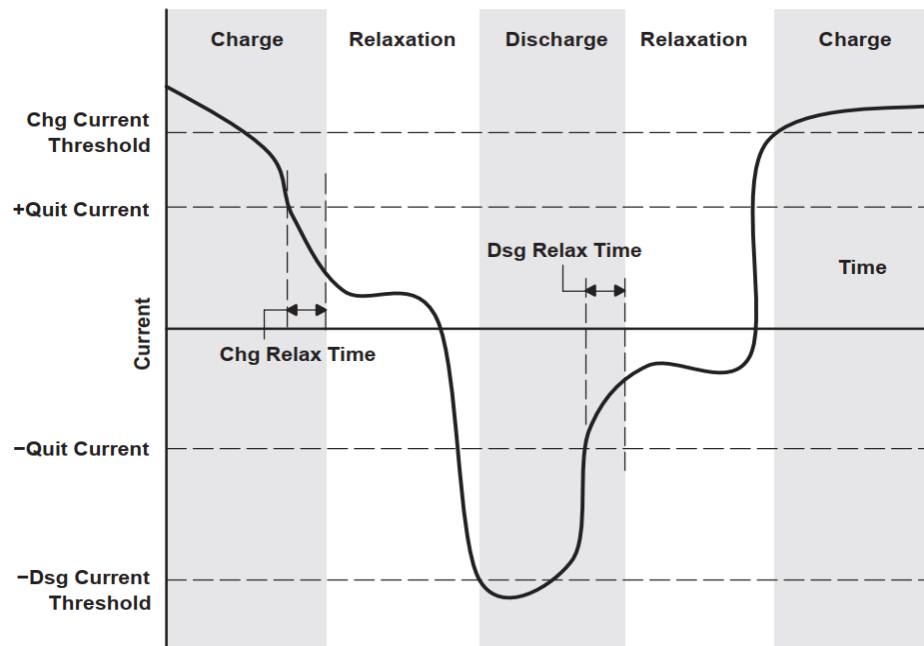 Charge
Relaxation
Discharge
Relaxation
Charge
Chg Current
Threshold
+Quit Current
Dsg Relax Time
Time
Current
Chg Relax Time
−Quit Current
−Dsg Current
Threshold